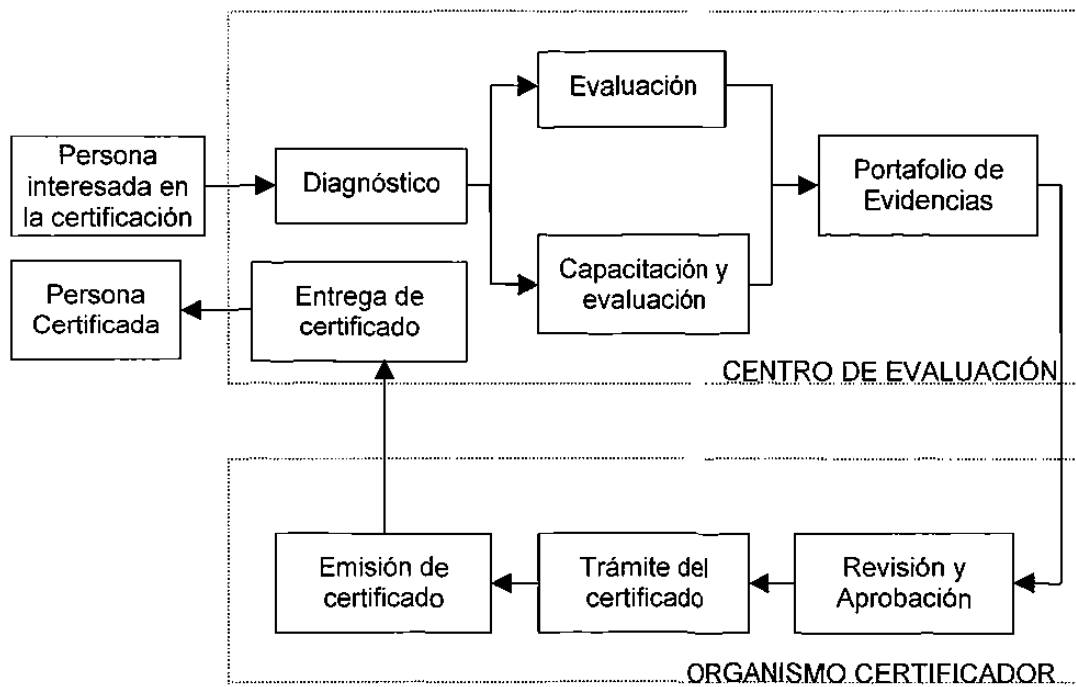 Evaluación
Persona
interesada en
la certificación
Diagnóstico
Portafolio de
Evidencias
Capacitación y
evaluación
Persona
Certificada
Entrega de
certificado
CENTRO DE EVALUACIÓN
Emisión de
certificado
Trámite del
certificado
Revisión y
Aprobación
ORGANISMO CERTIFICADOR